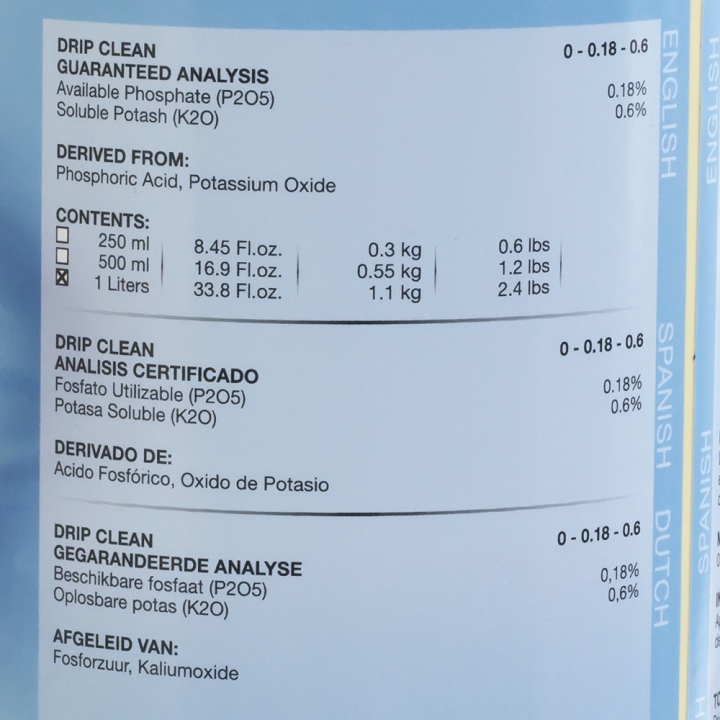 DRIP CLEAN 0 - 0.18 - 0.6
GUARANTEED ANALYSIS
Available Phosphate (P2O5) 0.18%
Soluble Potash (K2O) 0.6%
DERIVED FROM:
Phosphoric Acid, Potassium Oxide
CONTENTS:
250 ml 8.45 Fl.oz. 0.3 kg 0.6 lbs
500 ml 16.9 Fl.oz. 0.55 kg 1.2 lbs
1 Liters 33.8 Fl.oz. 1.1 kg 2.4 lbs
ENGLISH
DRIP CLEAN 0 - 0.18 - 0.6
ANALISIS CERTIFICADO
Fosfato Utilizable (P2O5) 0.18%
Potasa Soluble (K2O) 0.6%
DERIVADO DE:
Acido Fosfórico, Oxido de Potasio
SPANISH
DRIP CLEAN 0 - 0.18 - 0.6
GEGARANDEERDE ANALYSE
Beschikbare fosfaat (P2O5) 0,18%
Oplosbare potas (K2O) 0,6%
AFGELEID VAN:
Fosforzuur, Kaliumoxide
DUTCH
ENGLISH
SPANISH